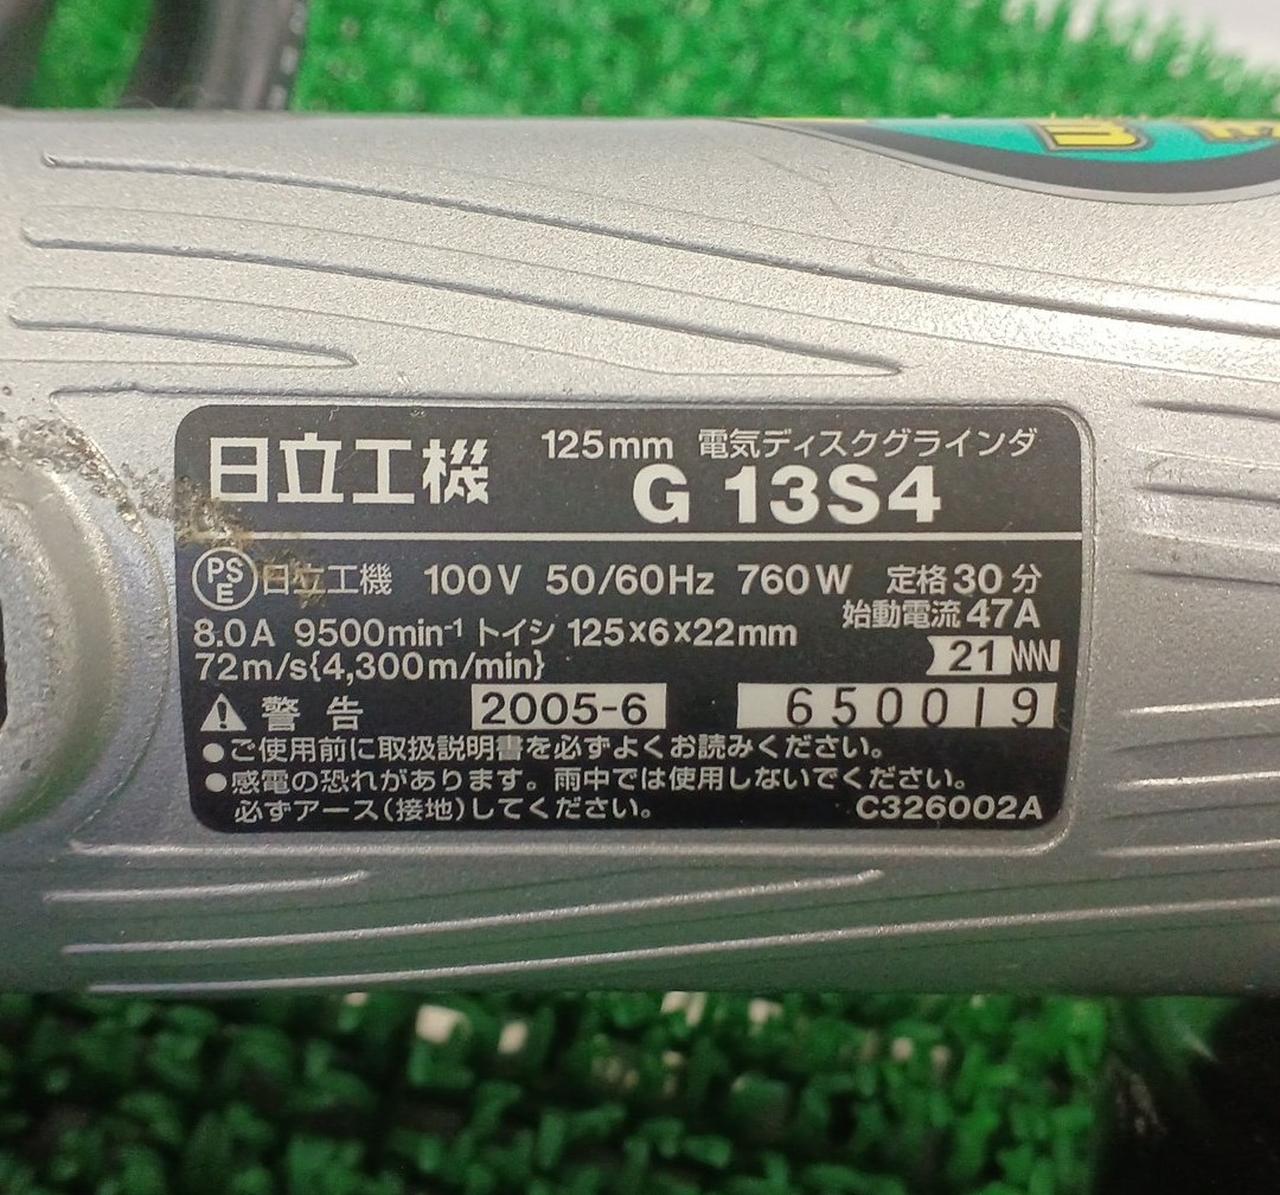 日立工機 125mm 電気ディスクグラインダ
G 13S4
PSE 日立工機 100V 50/60Hz 760W 定格30分
始動電流47A
8.0A 9500min⁻¹ トイシ 125×6×22mm
72m/s{4,300m/min} 21
警告 2005-6 650019
●ご使用前に取扱説明書を必ずよくお読みください。
●感電の恐れがあります。雨中では使用しないでください。
必ずアース(接地)してください。 C326002A